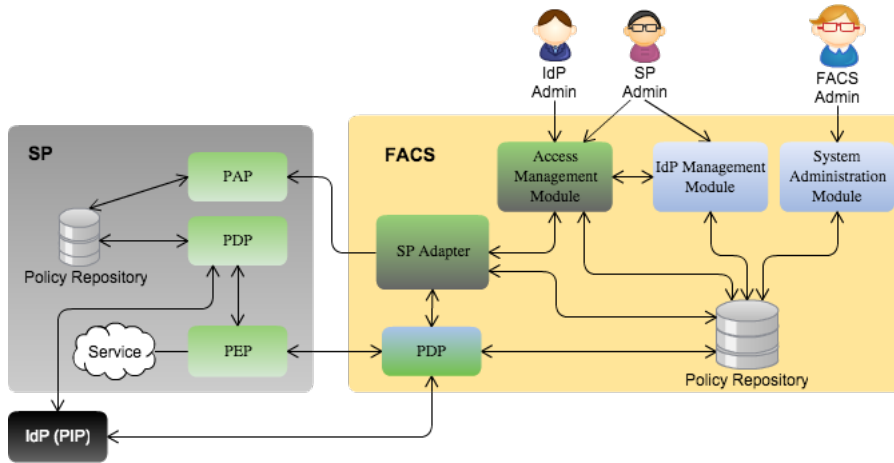 IdP
Admin
SP
Admin
FACS
Admin
SP
PAP
PDP
Policy Repository
Service
PEP
IdP (PIP)
FACS
Access
Management
Module
IdP Management
Module
System
Administration
Module
SP Adapter
PDP
Policy Repository